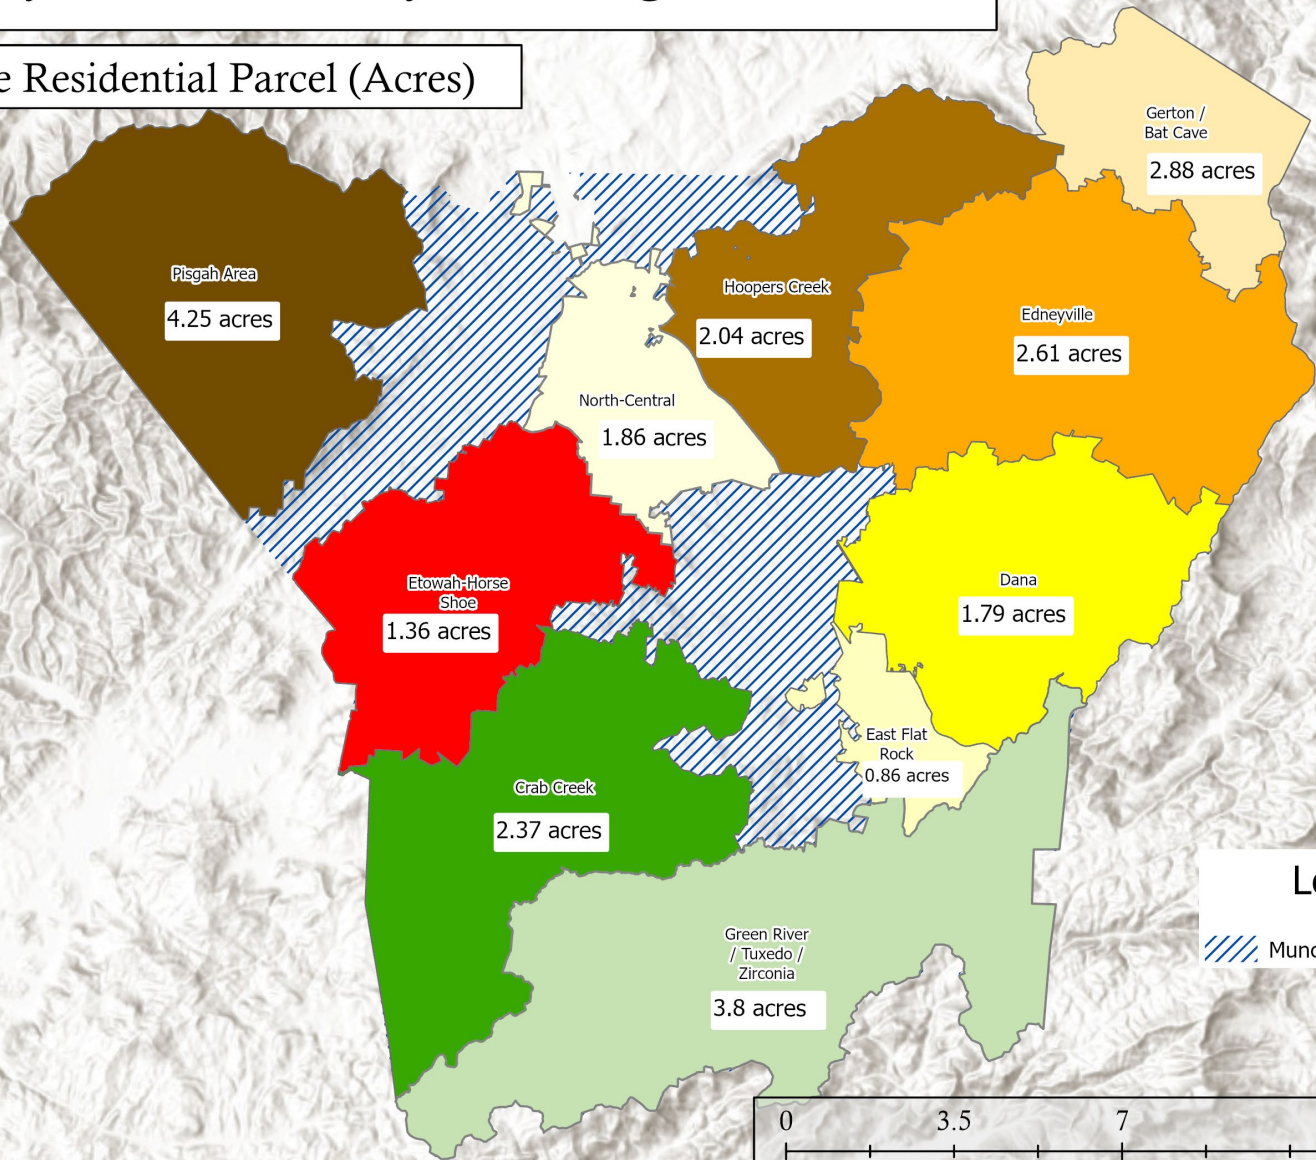 Residential Parcel (Acres)
Gerton /
Bat Cave
2.88 acres
Pisgah Area
4.25 acres
Hoopers Creek
2.04 acres
Edneyville
2.61 acres
North-Central
1.86 acres
Etowah-Horse
Shoe
1.36 acres
Dana
1.79 acres
East Flat
Rock
0.86 acres
Crab Creek
2.37 acres
Green River
/ Tuxedo /
Zirconia
3.8 acres
0 3.5 7